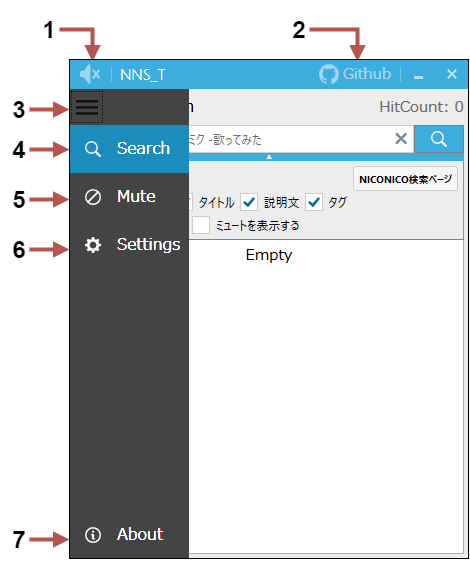 1
2
NNS_T
Github
3
HitCount: 0
4
Search
ミク -歌ってみた
NICONICO検索ページ
5
Mute
タイトル
説明文
タグ
6
Settings
ミュートを表示する
Empty
7
About